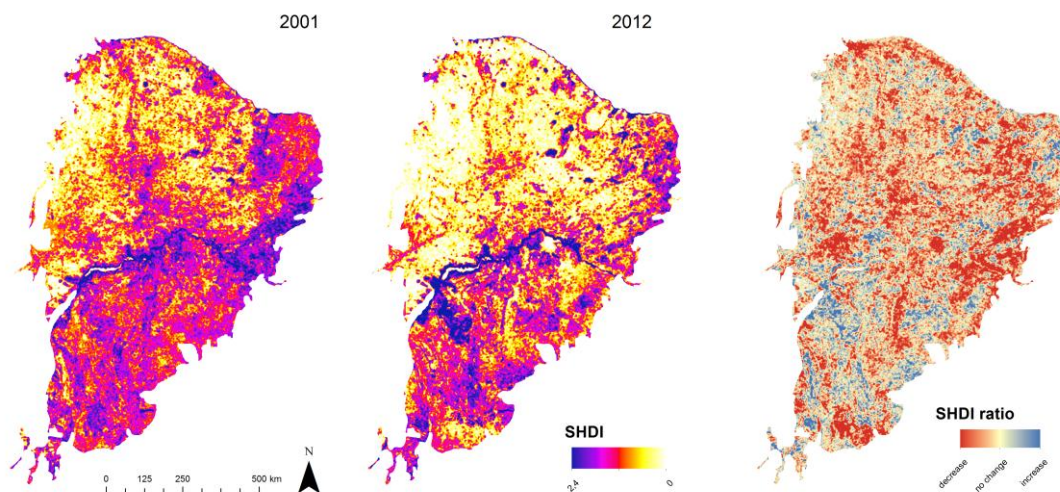 2001
2012
SHDI
2.4
0
SHDI ratio
decrease
no change
increase
N
0 125 250 500 km